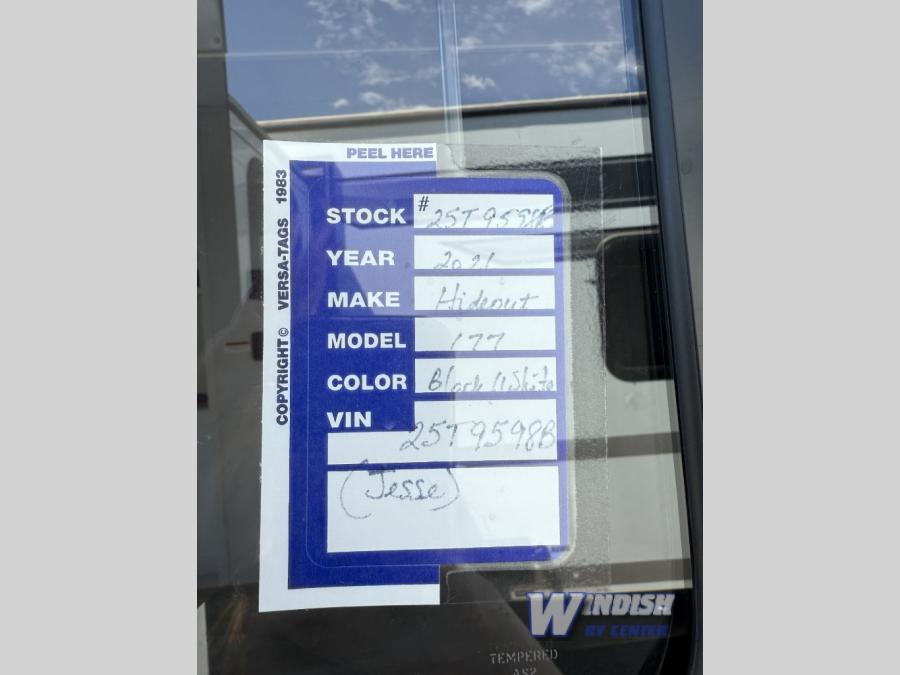 PEEL HERE
COPYRIGHT© VERSA-TAGS 1983
STOCK # 25T9598B
YEAR 2021
MAKE Hideout
MODEL 177
COLOR Black/White
VIN
25T9598B
(Jesse)
WINDISH
RV CENTER
TEMPERED
AS2